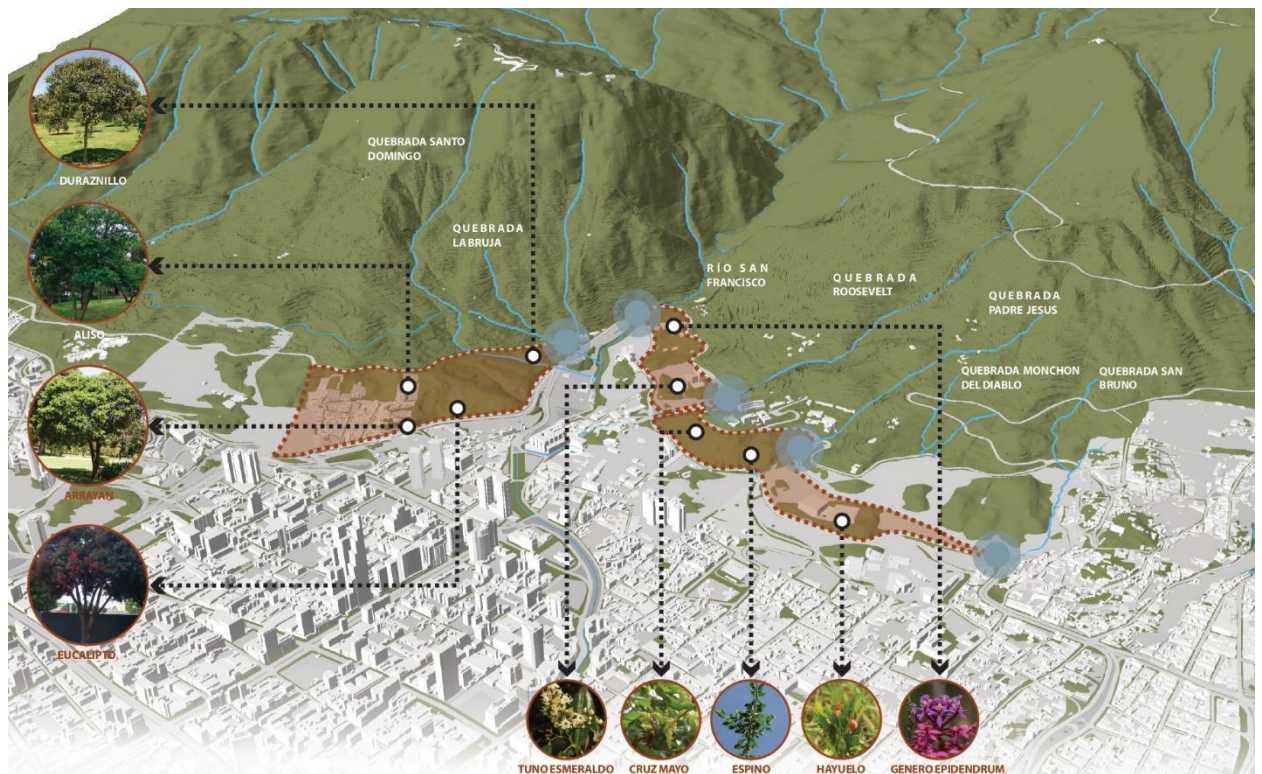 DURAZNILLO
ALISO
ARRAYAN
EUCALIPTO
QUEBRADA SANTO
DOMINGO
QUEBRADA
LA BRUJA
RÍO SAN
FRANCISCO
QUEBRADA
ROOSEVELT
QUEBRADA
PADRE JESUS
QUEBRADA MONCHON
DEL DIABLO
QUEBRADA SAN
BRUNO
TUNO ESMERALDO
CRUZ MAYO
ESPINO
HAYUELO
GENERO EPIDENDRUM